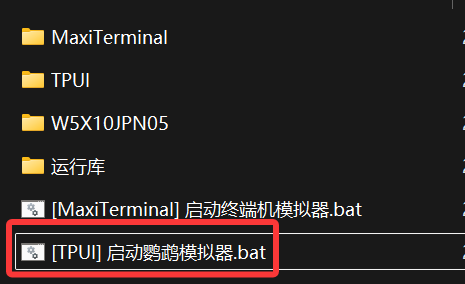 MaxiTerminal
TPUI
W5X10JPN05
运行库
[MaxiTerminal] 启动终端机模拟器.bat
[TPUI] 启动鹦鹉模拟器.bat